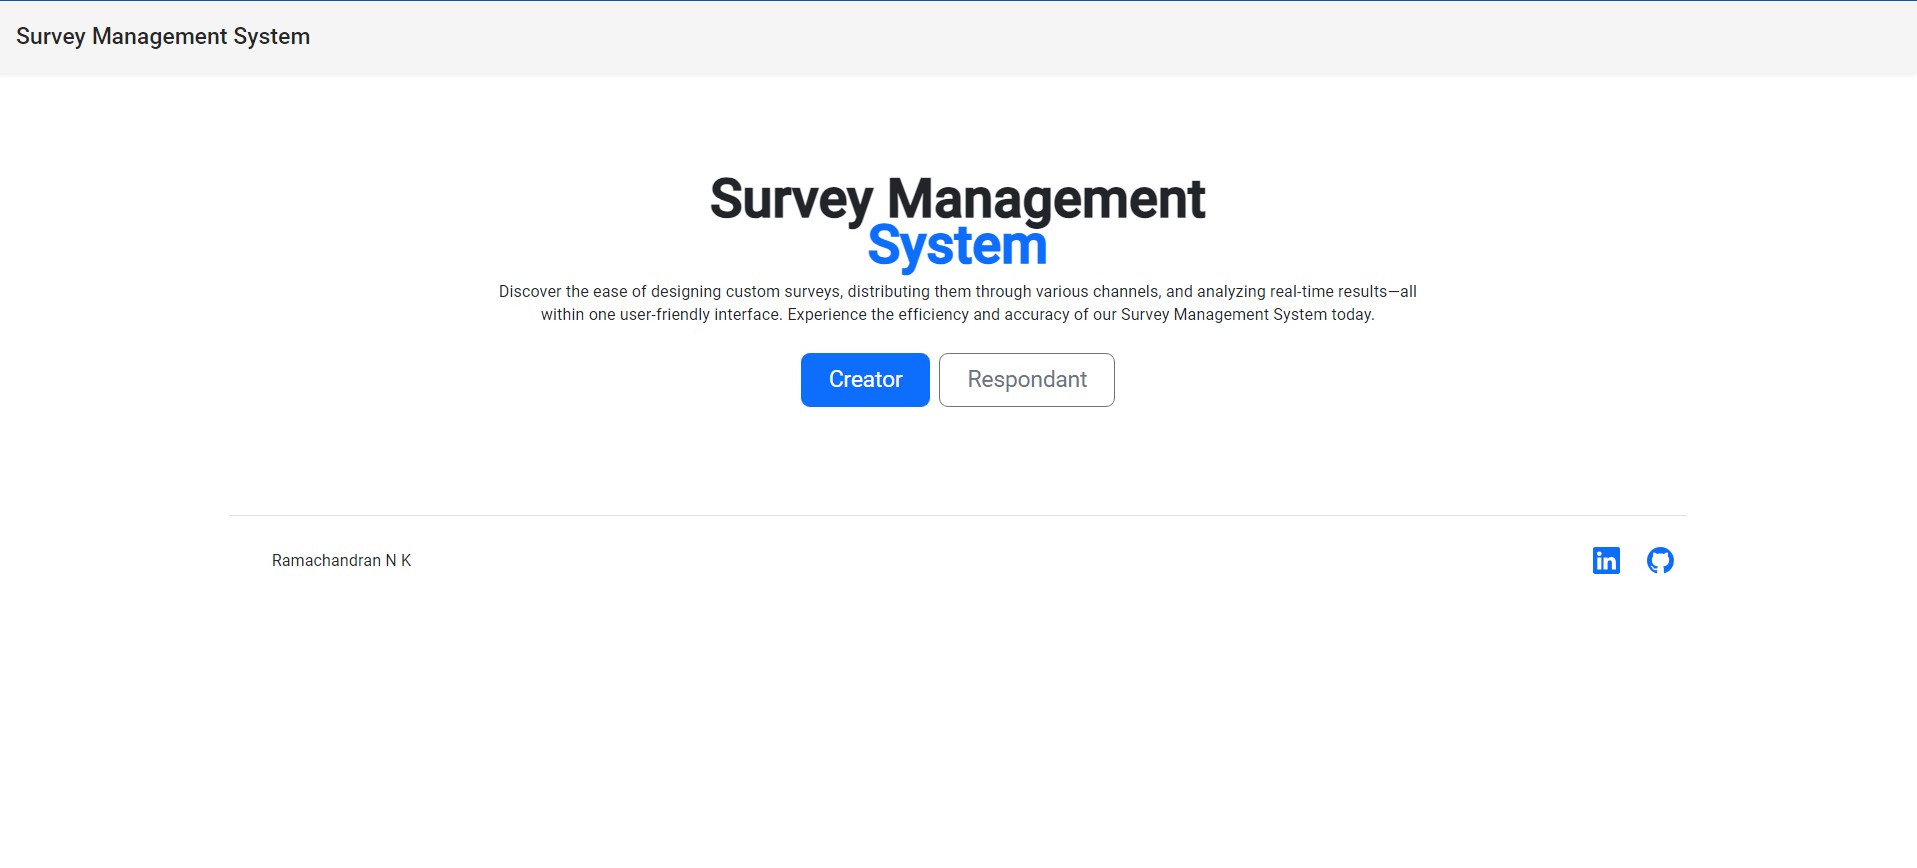 Survey Management System
Survey Management
System
Discover the ease of designing custom surveys, distributing them through various channels, and analyzing real-time results—all
within one user-friendly interface. Experience the efficiency and accuracy of our Survey Management System today.
Creator
Respondant
Ramachandran N K
in